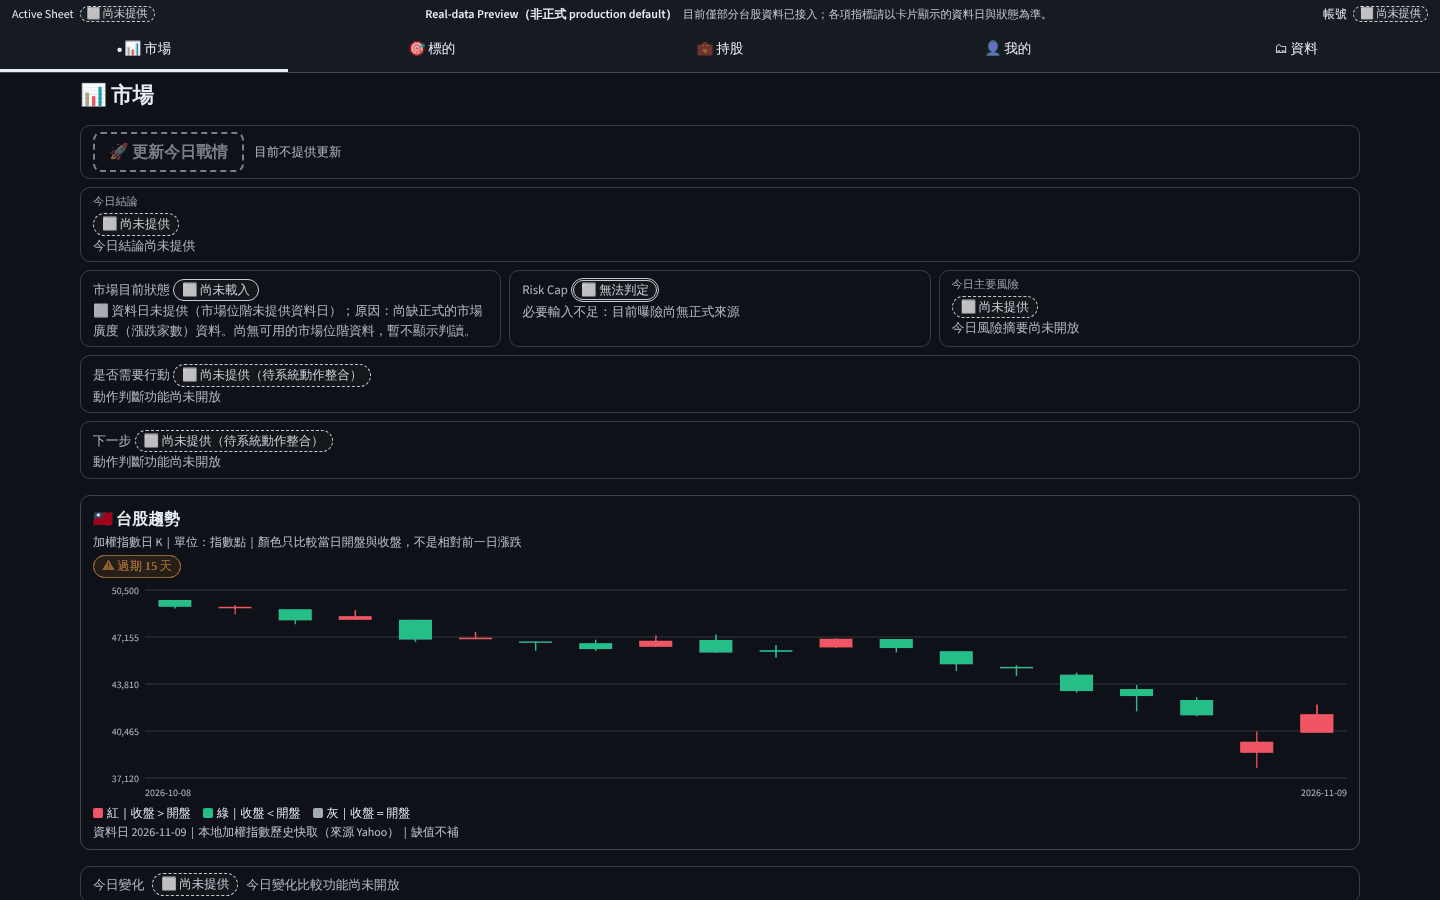 Active Sheet 尚未提供
Real-data Preview（非正式 production default） 目前僅部分台股資料已接入；各項指標請以卡片顯示的資料日與狀態為準。
帳號 尚未提供
市場
標的
持股
我的
資料
市場
更新今日戰情 目前不提供更新
今日結論
尚未提供
今日結論尚未提供
市場目前狀態 尚未載入
資料日未提供（市場位階未提供資料日）；原因：尚缺正式的市場
廣度（漲跌家數）資料。尚無可用的市場位階資料，暫不顯示判讀。
Risk Cap 無法判定
必要輸入不足：目前曝險尚無正式來源
今日主要風險
尚未提供
今日風險摘要尚未開放
是否需要行動 尚未提供（待系統動作整合）
動作判斷功能尚未開放
下一步 尚未提供（待系統動作整合）
動作判斷功能尚未開放
台股趨勢
加權指數日 K｜單位：指數點｜顏色只比較當日開盤與收盤，不是相對前一日漲跌
過期 15 天
50,500
47,155
43,810
40,465
37,120
2026-10-08
2026-11-09
紅｜收盤＞開盤 綠｜收盤＜開盤 灰｜收盤＝開盤
資料日 2026-11-09｜本地加權指數歷史快取（來源 Yahoo）｜缺值不補
今日變化 尚未提供 今日變化比較功能尚未開放